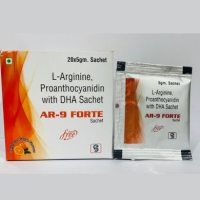 20x5gm. Sachet
L-Arginine,
Proanthocyanidin
with DHA Sachet
AR-9 FORTE
Sachet
5gm. Sachet
L-Arginine,
Proanthocyanidin
with DHA Sachet
AR-9 FORTE
Sachet